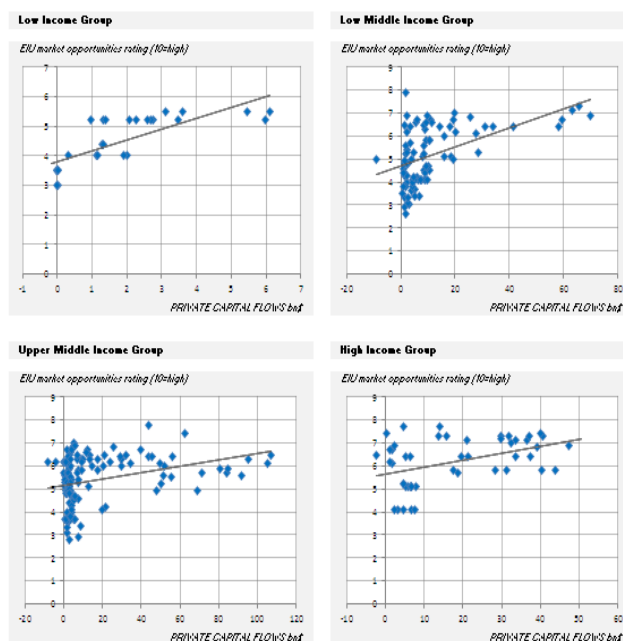 Low Income Group
EIU market opportunities rating (10=high)
7
6
5
4
3
2
1
0
-1 0 1 2 3 4 5 6 7
PRIVATE CAPITAL FLOWS bn$
Low Middle Income Group
EIU market opportunities rating (10=high)
9
8
7
6
5
4
3
2
1
0
-20 0 20 40 60 80
PRIVATE CAPITAL FLOWS bn$
Upper Middle Income Group
EIU market opportunities rating (10=high)
9
8
7
6
5
4
3
2
1
0
-20 0 20 40 60 80 100 120
PRIVATE CAPITAL FLOWS bn$
High Income Group
EIU market opportunities rating (10=high)
9
8
7
6
5
4
3
2
1
0
-10 0 10 20 30 40 50 60
PRIVATE CAPITAL FLOWS bn$